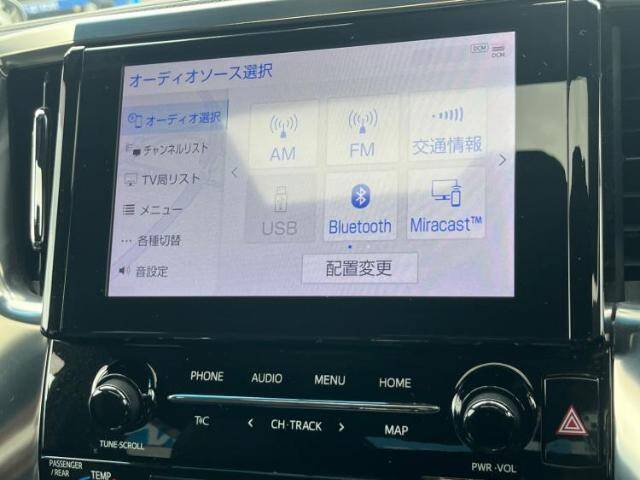 オーディオソース選択
DCM
DCM
オーディオ選択
チャンネルリスト
TV局リスト
メニュー
各種切替
音設定
AM
FM
交通情報
USB
Bluetooth
Miracast™
配置変更
PHONE AUDIO MENU HOME
T&C < CH·TRACK > MAP
TUNE·SCROLL
PWR·VOL
PASSENGER
/REAR
TEMP